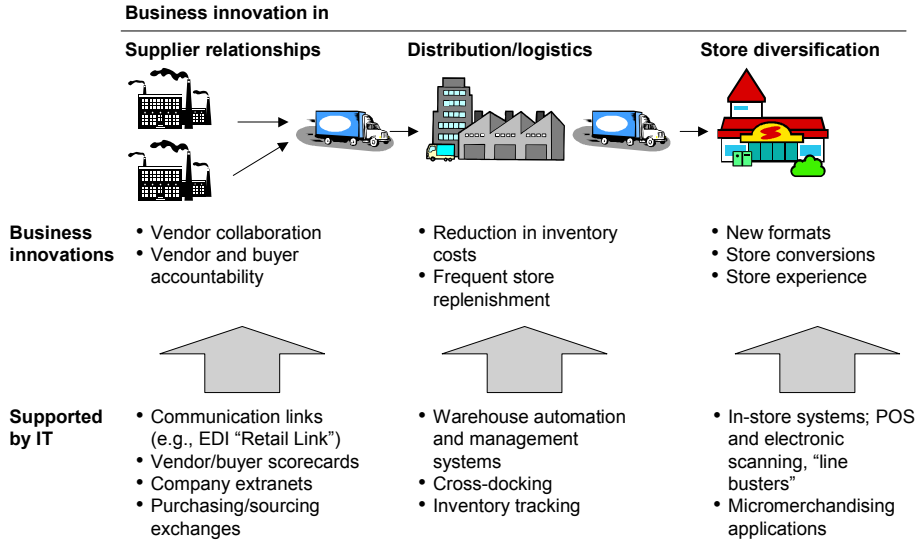 Business innovation in
Supplier relationships
Distribution/logistics
Store diversification
Business
innovations
• Vendor collaboration
• Vendor and buyer
accountability
• Reduction in inventory
costs
• Frequent store
replenishment
• New formats
• Store conversions
• Store experience
Supported
by IT
• Communication links
(e.g., EDI “Retail Link”)
• Vendor/buyer scorecards
• Company extranets
• Purchasing/sourcing
exchanges
• Warehouse automation
and management
systems
• Cross-docking
• Inventory tracking
• In-store systems; POS
and electronic
scanning, “line
busters”
• Micromerchandising
applications